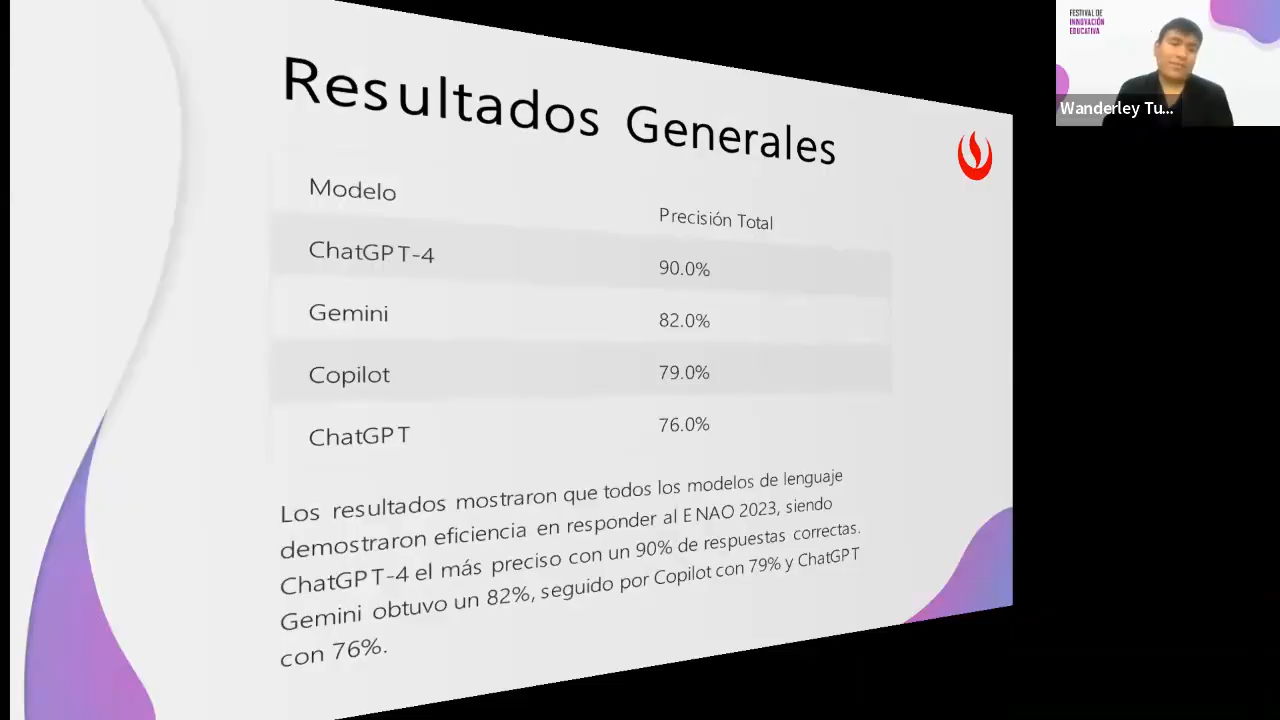 Resultados Generales
Modelo Precisión Total
ChatGPT-4 90.0%
Gemini 82.0%
Copilot 79.0%
ChatGPT 76.0%
Los resultados mostraron que todos los modelos de lenguaje
demostraron eficiencia en responder al ENAO 2023, siendo
ChatGPT-4 el más preciso con un 90% de respuestas correctas.
Gemini obtuvo un 82%, seguido por Copilot con 79% y ChatGPT
con 76%.
FESTIVAL DE
INNOVACIÓN
EDUCATIVA
Wanderley Tu...